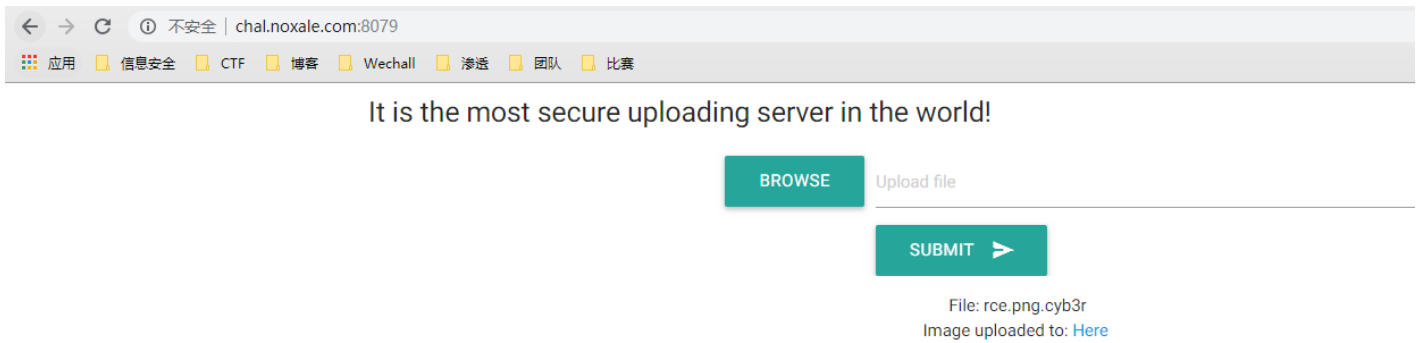 不安全 | chal.noxale.com:8079
应用 信息安全 CTF 博客 Wechall 渗透 团队 比赛
It is the most secure uploading server in the world!
BROWSE Upload file
SUBMIT
File: rce.png.cyb3r
Image uploaded to: Here